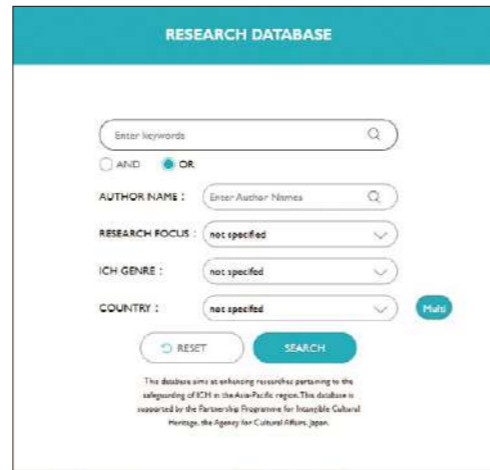 RESEARCH DATABASE
Enter keywords
AND OR
AUTHOR NAME : Enter Author Names
RESEARCH FOCUS : not specified
ICH GENRE : not specifed
COUNTRY : not specifed Multi
RESET SEARCH
This database aims at enhancing researches pertaining to the
safeguarding of ICH in the Asia-Pacific region. This database is
supported by the Partnership Programme for Intangible Cultural
Heritage, the Agency for Cultural Affairs, Japan.